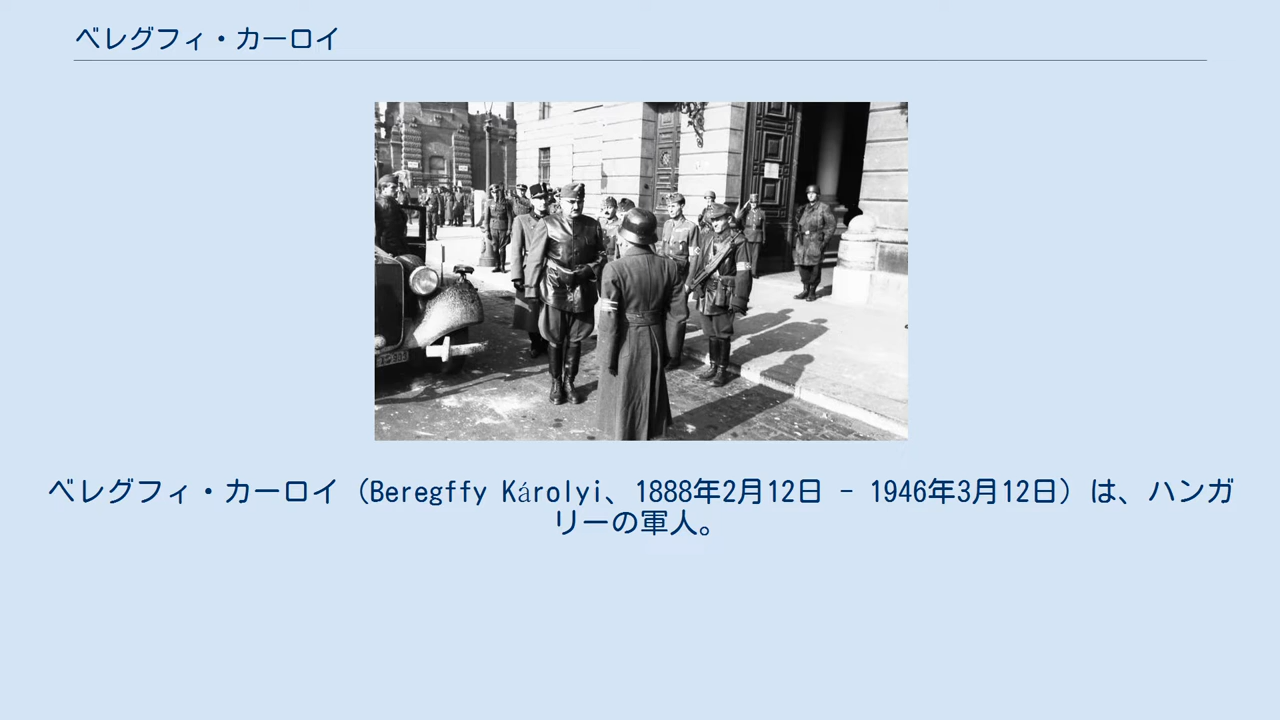 ベレグフィ・カーロイ
ベレグフィ・カーロイ（Beregffy Károlyi、1888年2月12日 - 1946年3月12日）は、ハンガ
リーの軍人。